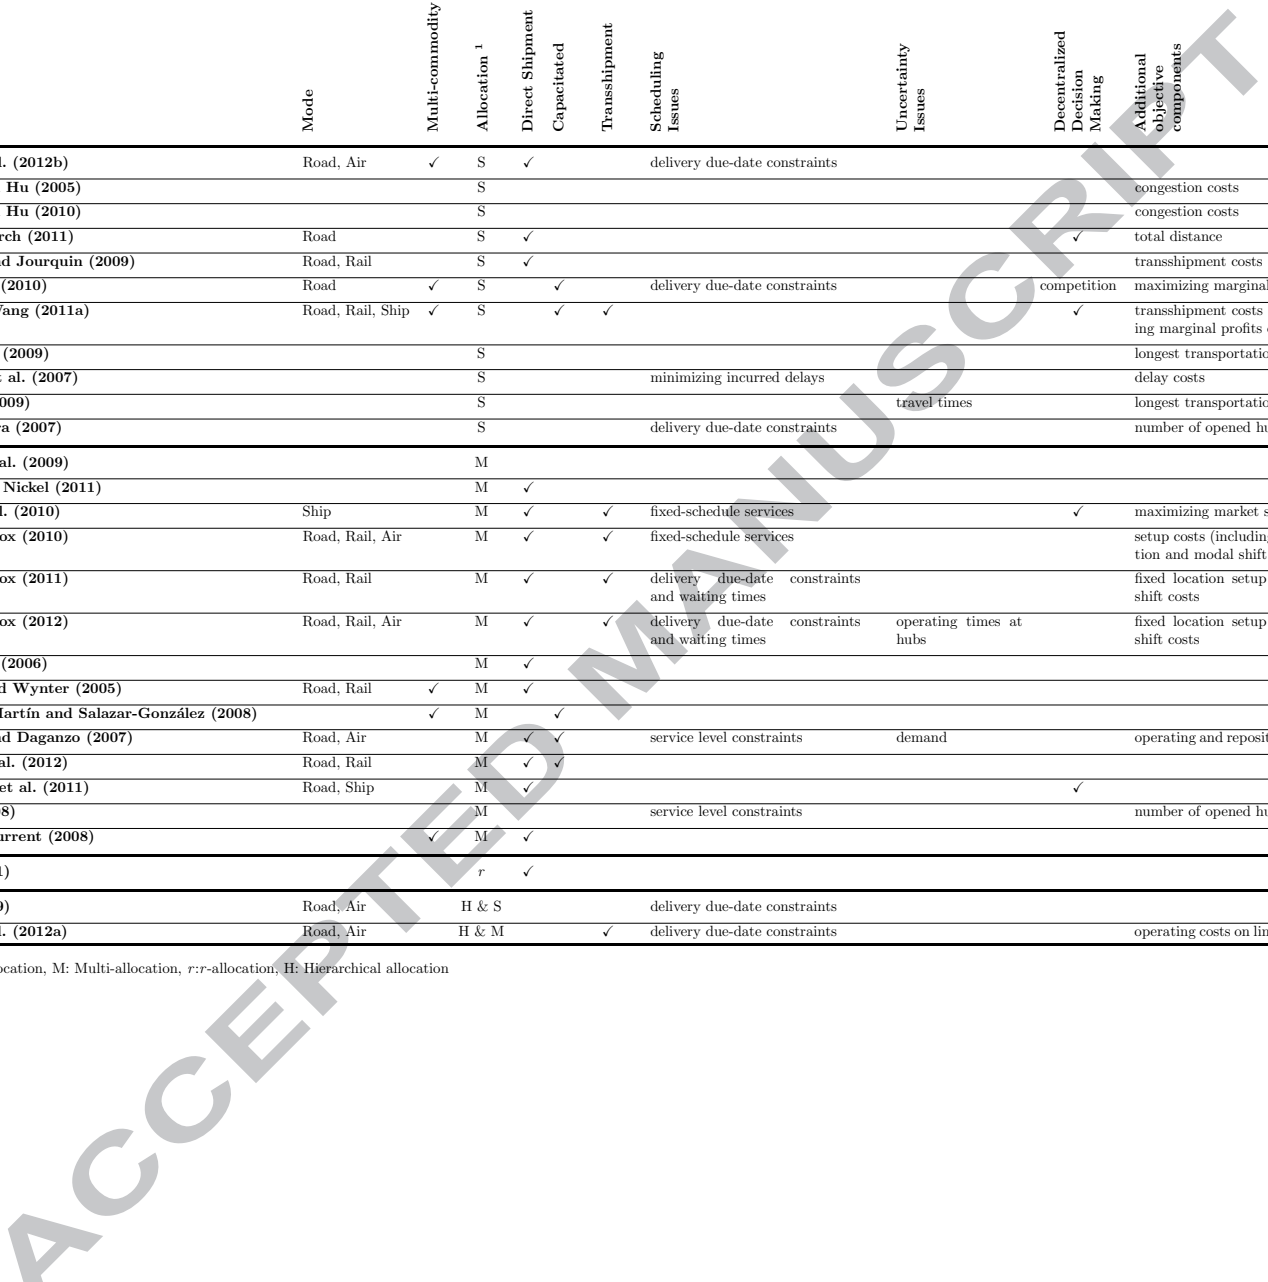 Mode Multi-commodity Allocation ¹ Direct Shipment Capacitated Transshipment Scheduling Issues Uncertainty Issues Decentralized Decision Making Additional objective components
l. (2012b) Road, Air ✓ S ✓ delivery due-date constraints
Hu (2005) S congestion costs
Hu (2010) S congestion costs
rch (2011) Road S ✓ ✓ total distance
nd Jourquin (2009) Road, Rail S ✓ transshipment costs
(2010) Road ✓ S ✓ delivery due-date constraints competition maximizing marginal
Vang (2011a) Road, Rail, Ship ✓ S ✓ ✓ ✓ transshipment costs
ing marginal profits
(2009) S longest transportatio
t al. (2007) S minimizing incurred delays delay costs
009) S travel times longest transportatio
ra (2007) S delivery due-date constraints number of opened hu
al. (2009) M
Nickel (2011) M ✓
l. (2010) Ship M ✓ ✓ fixed-schedule services ✓ maximizing market s
ox (2010) Road, Rail, Air M ✓ ✓ fixed-schedule services setup costs (including
tion and modal shift
ox (2011) Road, Rail M ✓ ✓ delivery due-date constraints fixed location setup
and waiting times shift costs
ox (2012) Road, Rail, Air M ✓ ✓ delivery due-date constraints operating times at fixed location setup
and waiting times hubs shift costs
(2006) M ✓
d Wynter (2005) Road, Rail ✓ M ✓
Martín and Salazar-González (2008) ✓ M ✓
nd Daganzo (2007) Road, Air M ✓ ✓ service level constraints demand operating and reposit
al. (2012) Road, Rail M ✓ ✓
et al. (2011) Road, Ship M ✓ ✓
08) M service level constraints number of opened hu
urrent (2008) ✓ M ✓
1) r ✓
9) Road, Air H & S delivery due-date constraints
l. (2012a) Road, Air H & M ✓ delivery due-date constraints operating costs on lin
ocation, M: Multi-allocation, r:r-allocation, H: Hierarchical allocation
ACCEPTED MANUSCRIPT